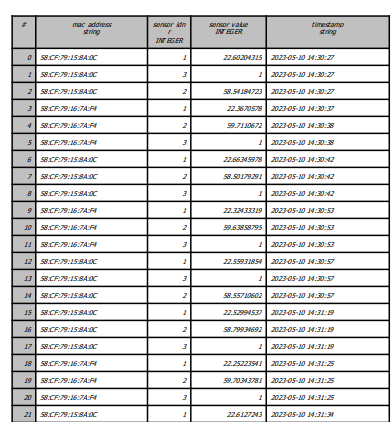 # mac address string sensor idn r INTEGER sensor value INTEGER timestamp string
0 58:CF:79:15:8A:0C 1 22.60204315 2023-05-10 14:30:27
1 58:CF:79:15:8A:0C 3 1 2023-05-10 14:30:27
2 58:CF:79:15:8A:0C 2 58.54184723 2023-05-10 14:30:27
3 58:CF:79:16:7A:F4 1 22.3670578 2023-05-10 14:30:37
4 58:CF:79:16:7A:F4 2 59.7110672 2023-05-10 14:30:38
5 58:CF:79:16:7A:F4 3 1 2023-05-10 14:30:38
6 58:CF:79:15:8A:0C 1 22.66345978 2023-05-10 14:30:42
7 58:CF:79:15:8A:0C 2 58.50179291 2023-05-10 14:30:42
8 58:CF:79:15:8A:0C 3 1 2023-05-10 14:30:42
9 58:CF:79:16:7A:F4 1 22.32433319 2023-05-10 14:30:53
10 58:CF:79:16:7A:F4 2 59.63858795 2023-05-10 14:30:53
11 58:CF:79:16:7A:F4 3 1 2023-05-10 14:30:53
12 58:CF:79:15:8A:0C 1 22.55931854 2023-05-10 14:30:57
13 58:CF:79:15:8A:0C 3 1 2023-05-10 14:30:57
14 58:CF:79:15:8A:0C 2 58.55710602 2023-05-10 14:30:57
15 58:CF:79:15:8A:0C 1 22.52994537 2023-05-10 14:31:19
16 58:CF:79:15:8A:0C 2 58.79934692 2023-05-10 14:31:19
17 58:CF:79:15:8A:0C 3 1 2023-05-10 14:31:19
18 58:CF:79:16:7A:F4 1 22.25223541 2023-05-10 14:31:25
19 58:CF:79:16:7A:F4 2 59.70343781 2023-05-10 14:31:25
20 58:CF:79:16:7A:F4 3 1 2023-05-10 14:31:25
21 58:CF:79:15:8A:0C 1 22.6127243 2023-05-10 14:31:34